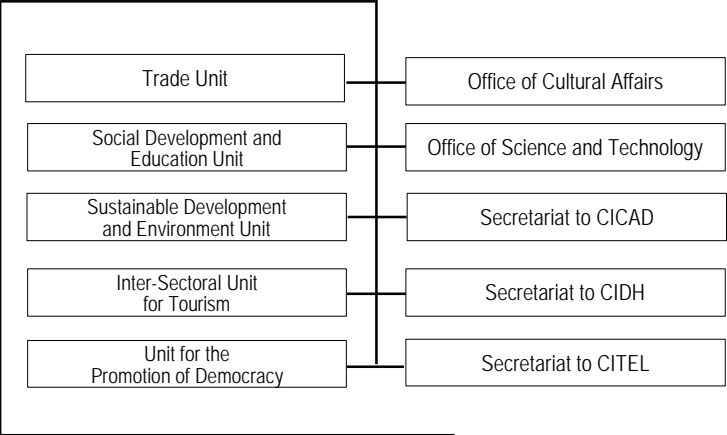 Trade Unit
Office of Cultural Affairs
Social Development and
Education Unit
Office of Science and Technology
Sustainable Development
and Environment Unit
Secretariat to CICAD
Inter-Sectoral Unit
for Tourism
Secretariat to CIDH
Unit for the
Promotion of Democracy
Secretariat to CITEL